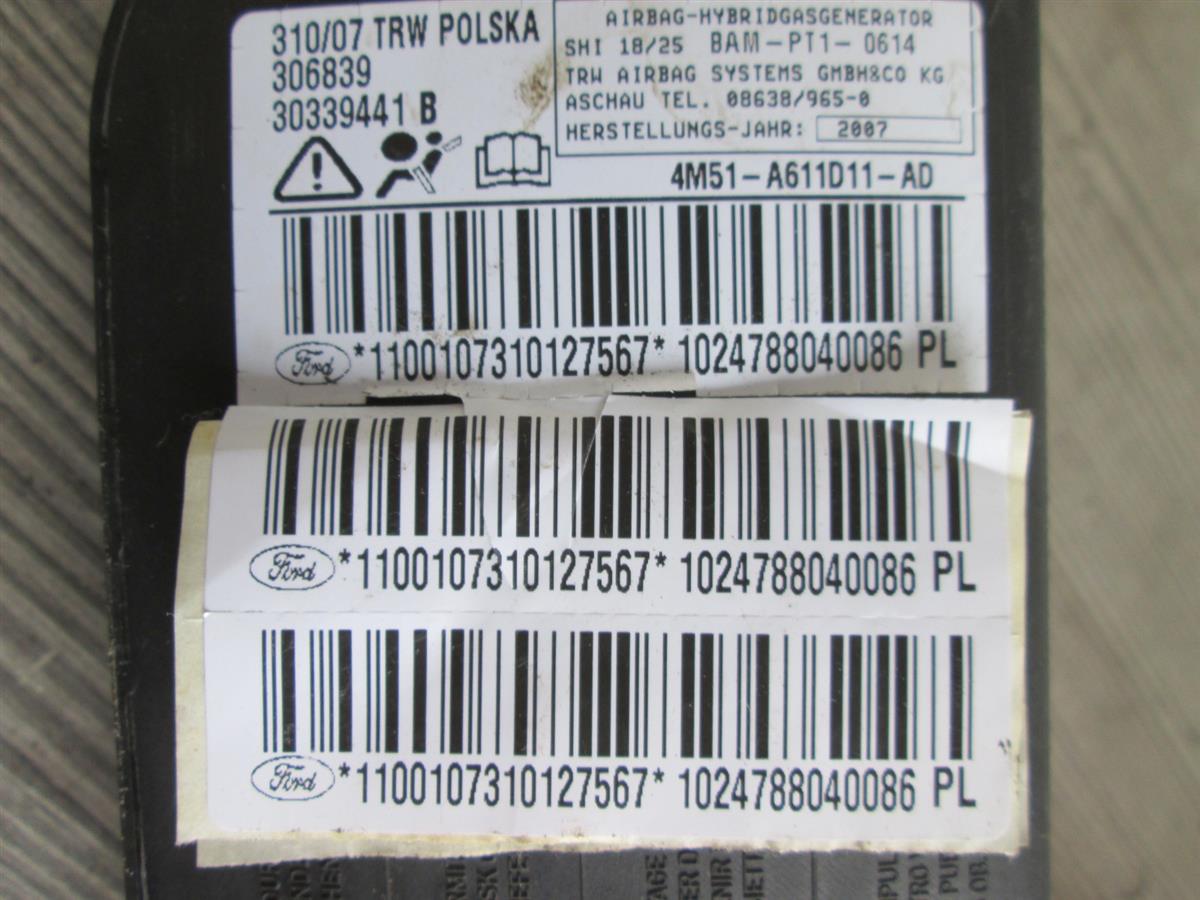 310/07 TRW POLSKA
306839
30339441 B
AIRBAG-HYBRIDGASGENERATOR
SHI 18/25 BAM-PT1-0614
TRW AIRBAG SYSTEMS GMBH&CO KG
ASCHAU TEL. 08638/965-0
HERSTELLUNGS-JAHR: 2007
4M51-A611D11-AD
Ford *1100107310127567* 1024788040086 PL
Ford *1100107310127567* 1024788040086 PL
Ford *1100107310127567* 1024788040086 PL